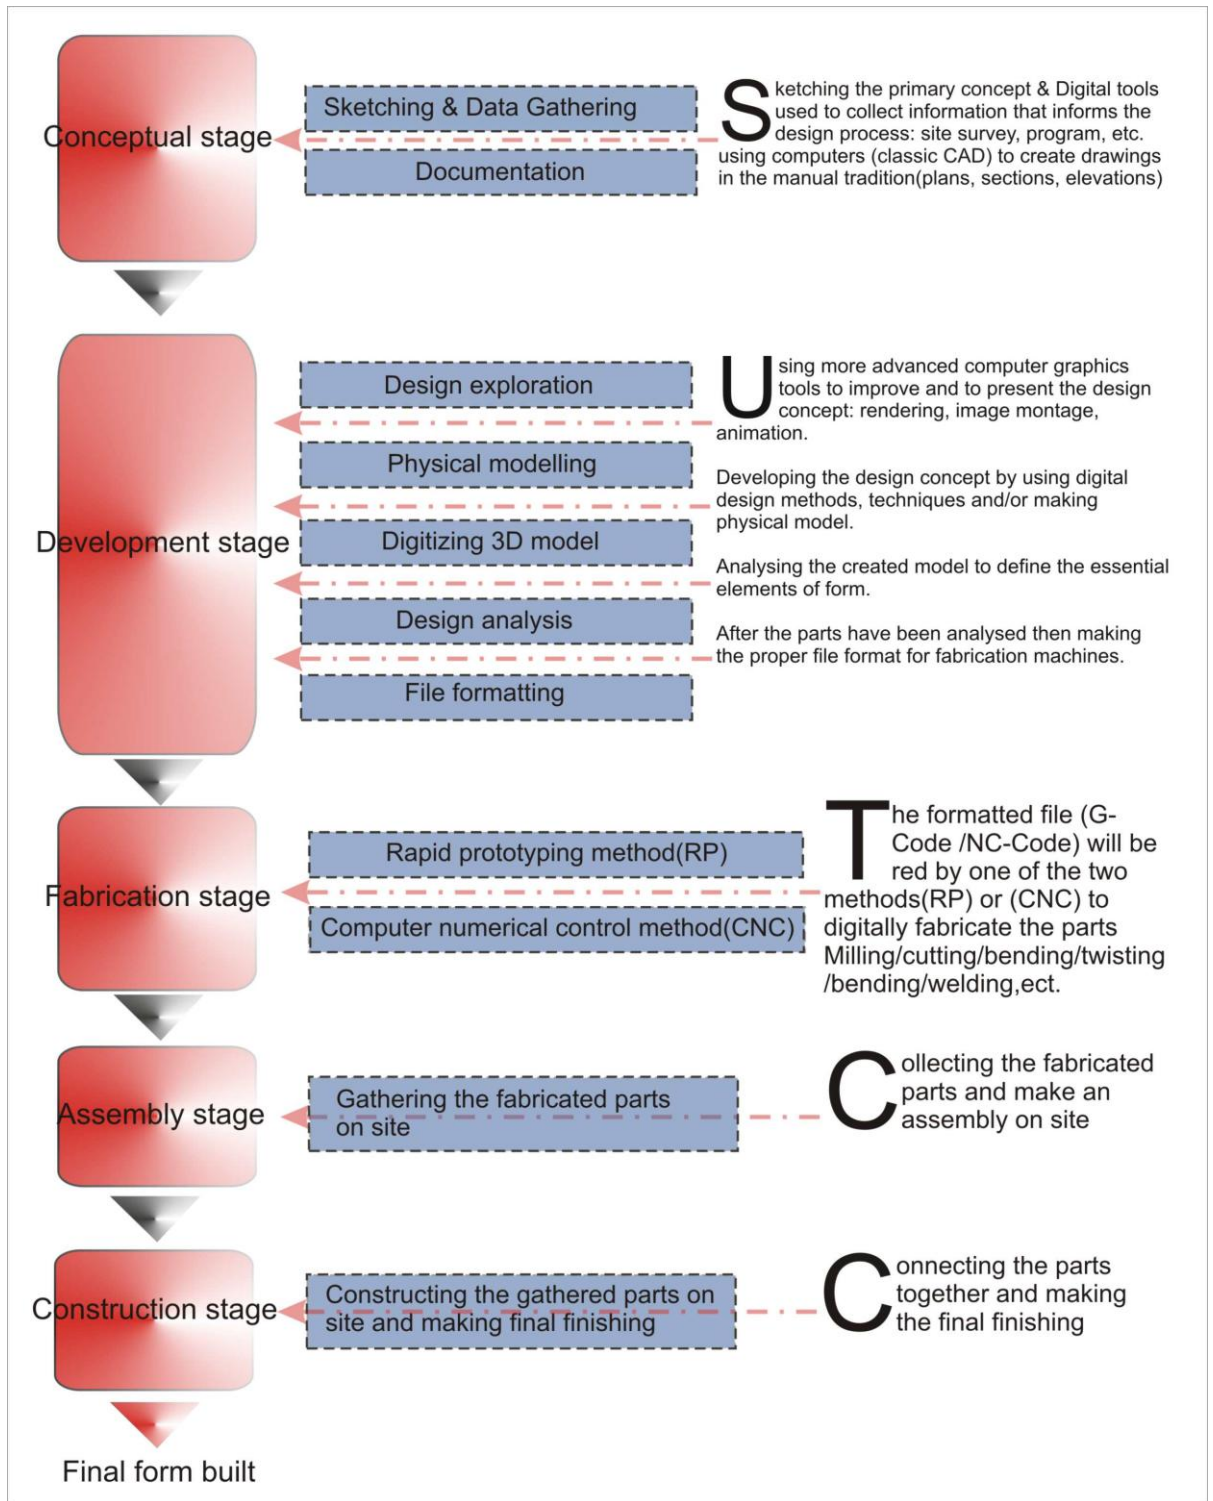 Conceptual stage
Sketching & Data Gathering
Documentation
Sketching the primary concept & Digital tools
used to collect information that informs the
design process: site survey, program, etc.
using computers (classic CAD) to create drawings
in the manual tradition(plans, sections, elevations)
Development stage
Design exploration
Physical modelling
Digitizing 3D model
Design analysis
File formatting
Using more advanced computer graphics
tools to improve and to present the design
concept: rendering, image montage,
animation.
Developing the design concept by using digital
design methods, techniques and/or making
physical model.
Analysing the created model to define the essential
elements of form.
After the parts have been analysed then making
the proper file format for fabrication machines.
Fabrication stage
Rapid prototyping method(RP)
Computer numerical control method(CNC)
The formatted file (G-
Code /NC-Code) will be
red by one of the two
methods(RP) or (CNC) to
digitally fabricate the parts
Milling/cutting/bending/twisting
/bending/welding,ect.
Assembly stage
Gathering the fabricated parts
on site
Collecting the fabricated
parts and make an
assembly on site
Construction stage
Constructing the gathered parts on
site and making final finishing
Connecting the parts
together and making
the final finishing
Final form built